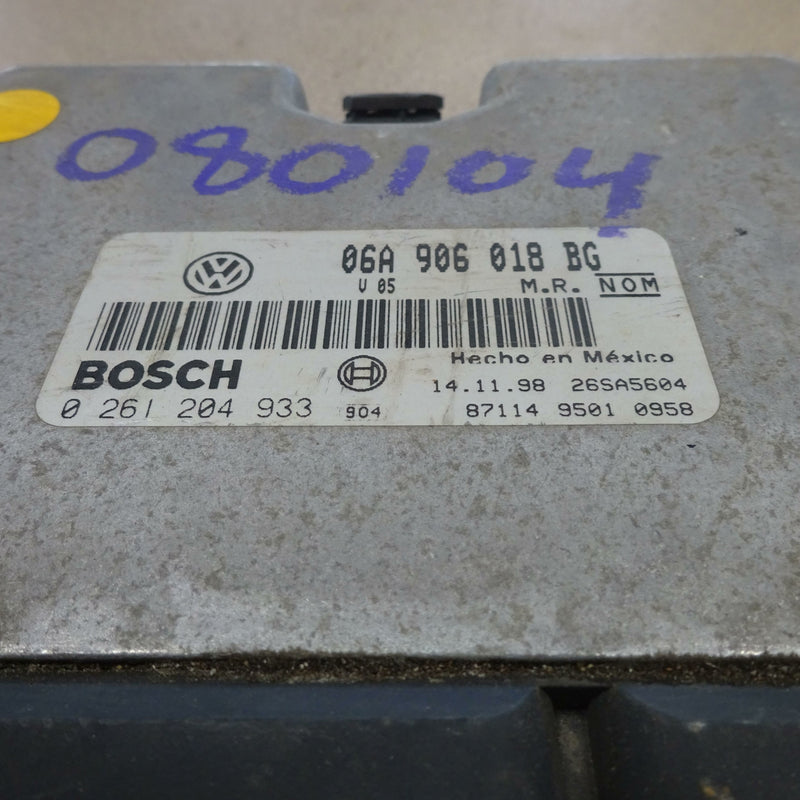 080104
06A 906 018 BG
V 05 M.R. NOM
Hecho en México
BOSCH
14.11.98 26SA5604
0 261 204 933 904 87114 9501 0958